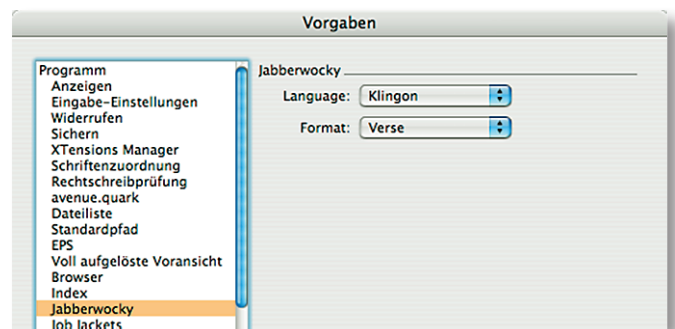 Vorgaben
Programm
Anzeigen
Eingabe-Einstellungen
Widerrufen
Sichern
XTensions Manager
Schriftenzuordnung
Rechtschreibprüfung
avenue.quark
Dateiliste
Standardpfad
EPS
Voll aufgelöste Voransicht
Browser
Index
Jabberwocky
Job Jackets
Jabberwocky
Language: Klingon
Format: Verse